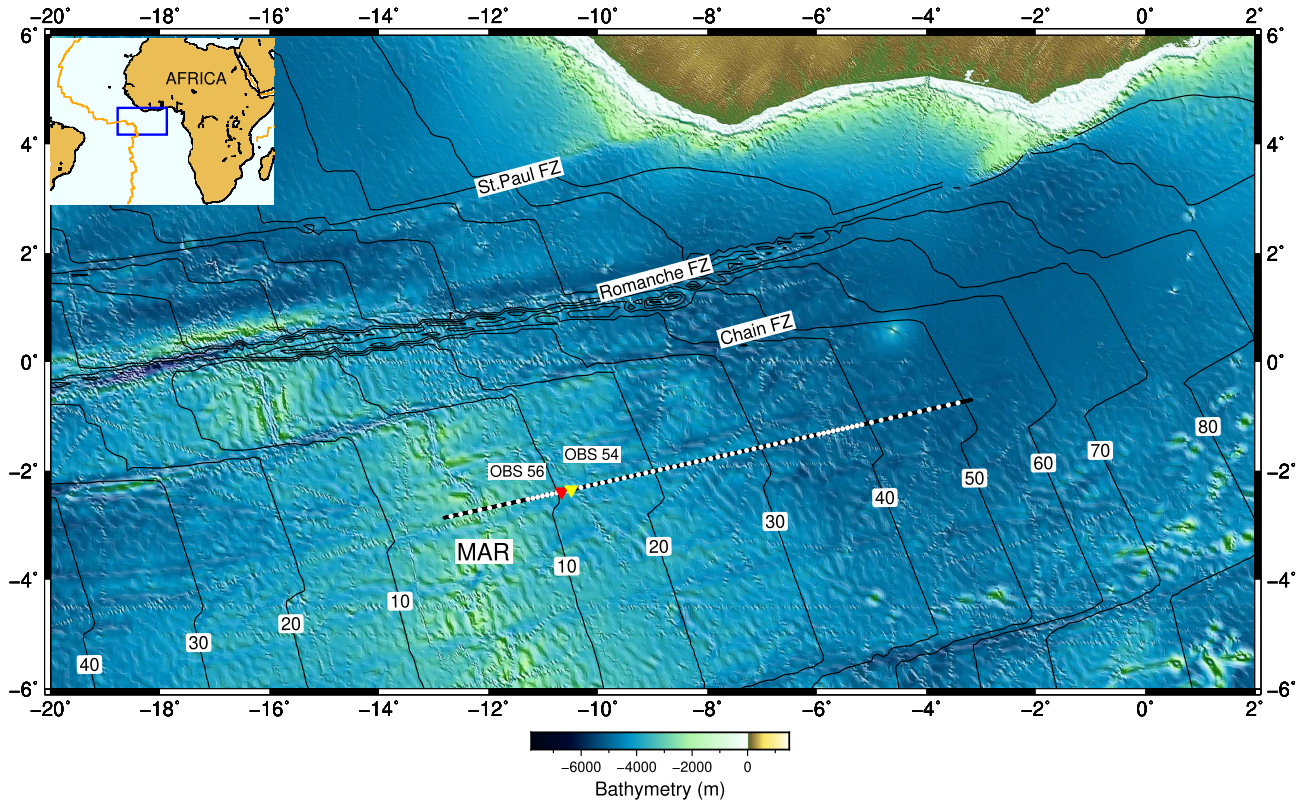 −20 −18 −16 −14 −12 −10 −8 −6 −4 −2 0˚ 2˚
6˚ 6˚
AFRICA
4˚ 4˚
St.Paul FZ
2˚ 2˚
Romanche FZ
Chain FZ
0˚ 0˚
80
OBS 54
70
−2˚ OBS 56 60 −2˚
50
40
30
MAR 20
10
−4˚ −4˚
10
20
30
40
−6˚ −6˚
−20 −18 −16 −14 −12 −10 −8 −6 −4 −2 0˚ 2˚
−6000 −4000 −2000 0
Bathymetry (m)